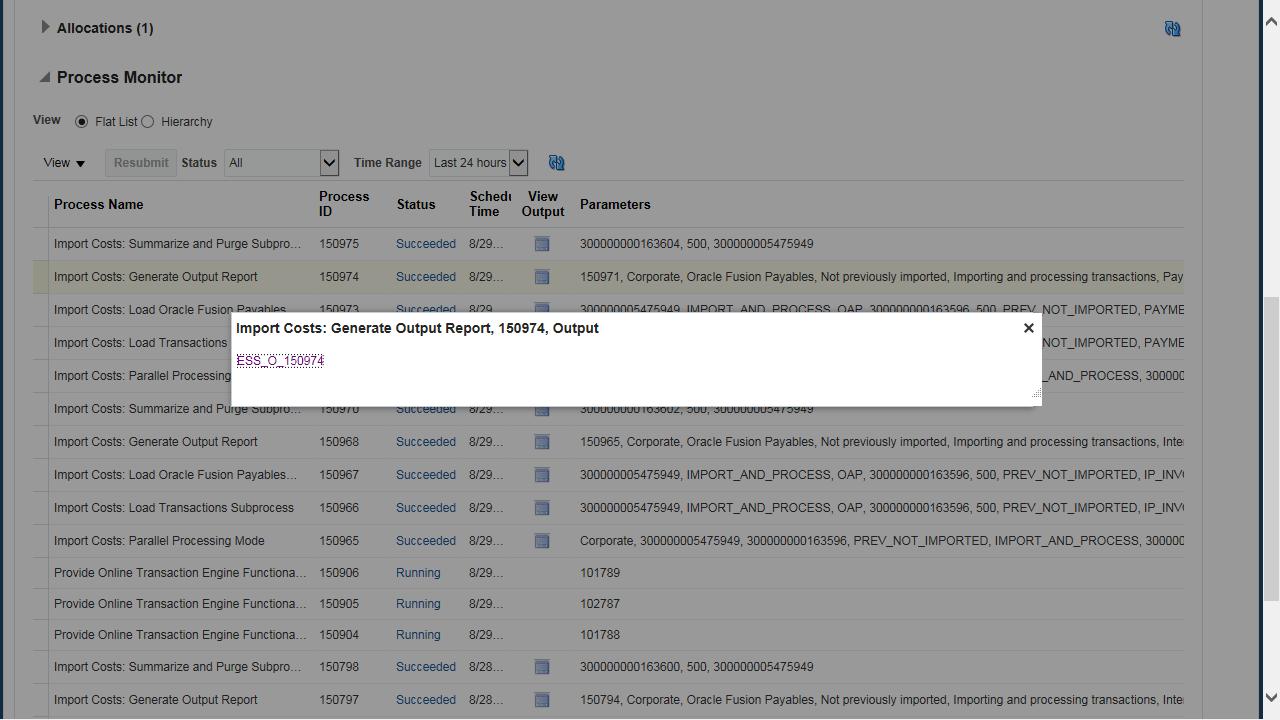 Allocations (1)
Process Monitor
View Flat List Hierarchy
View Resubmit Status All Time Range Last 24 hours
Process Name Process ID Status Schedu Time View Output Parameters
Import Costs: Summarize and Purge Subpro... 150975 Succeeded 8/29... 300000000163604, 500, 300000005475949
Import Costs: Generate Output Report 150974 Succeeded 8/29... 150971, Corporate, Oracle Fusion Payables, Not previously imported, Importing and processing transactions, Pay
Import Costs: Load Oracle Fusion Payables 150973 Succeeded 8/29 300000005475949, IMPORT_AND_PROCESS, OAP, 300000000163604, 500, PREV_NOT_IMPORTED, PAYME
Import Costs: Generate Output Report, 150974, Output
ESS_O_150974
Import Costs: Load Transactions NOT_IMPORTED, PAYME
Import Costs: Parallel Processing _AND_PROCESS, 300000
Import Costs: Summarize and Purge Subpro... 150970 Succeeded 8/29... 300000000163602, 500, 300000005475949
Import Costs: Generate Output Report 150968 Succeeded 8/29... 150965, Corporate, Oracle Fusion Payables, Not previously imported, Importing and processing transactions, Inte
Import Costs: Load Oracle Fusion Payables... 150967 Succeeded 8/29... 300000005475949, IMPORT_AND_PROCESS, OAP, 300000000163596, 500, PREV_NOT_IMPORTED, IP_INV
Import Costs: Load Transactions Subprocess 150966 Succeeded 8/29... 300000005475949, IMPORT_AND_PROCESS, OAP, 300000000163596, 500, PREV_NOT_IMPORTED, IP_INV
Import Costs: Parallel Processing Mode 150965 Succeeded 8/29... Corporate, 300000005475949, 300000000163596, PREV_NOT_IMPORTED, IMPORT_AND_PROCESS, 300000
Provide Online Transaction Engine Functiona... 150906 Running 8/29... 101789
Provide Online Transaction Engine Functiona... 150905 Running 8/29... 102787
Provide Online Transaction Engine Functiona... 150904 Running 8/29... 101788
Import Costs: Summarize and Purge Subpro... 150798 Succeeded 8/28... 300000000163600, 500, 300000005475949
Import Costs: Generate Output Report 150797 Succeeded 8/28... 150794, Corporate, Oracle Fusion Payables, Not previously imported, Importing and processing transactions, Inte